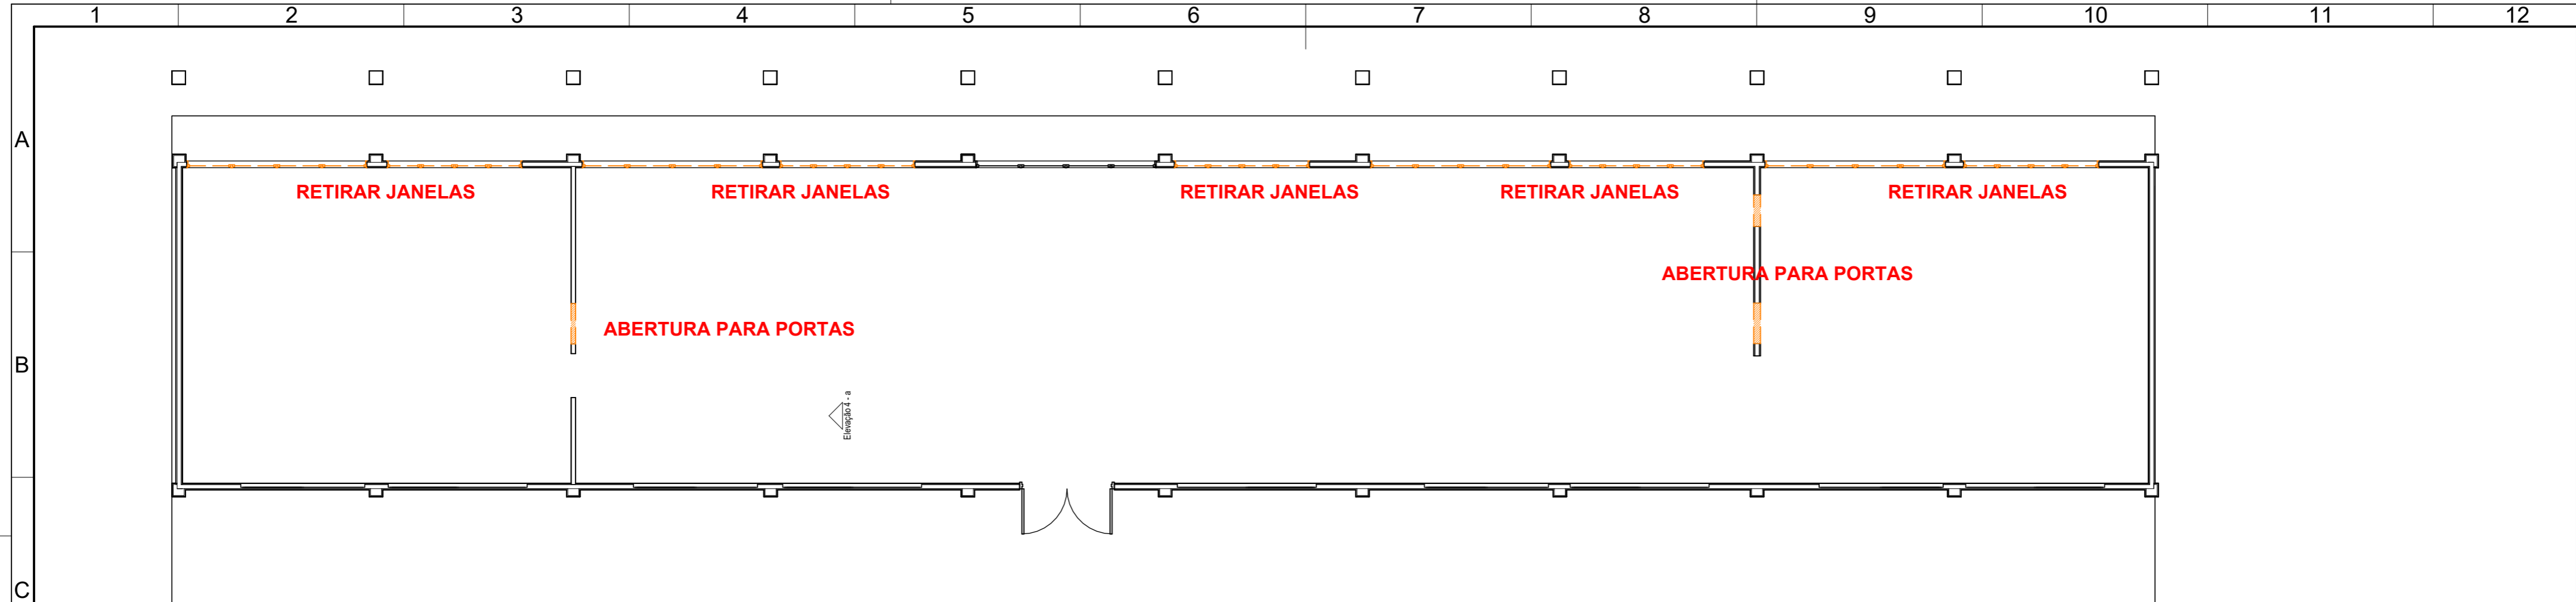 1 2 3 4 5 6 7 8 9 10 11 12
A
RETIRAR JANELAS RETIRAR JANELAS RETIRAR JANELAS RETIRAR JANELAS RETIRAR JANELAS
ABERTURA PARA PORTAS
ABERTURA PARA PORTAS
B
Elevação 4 - a
C